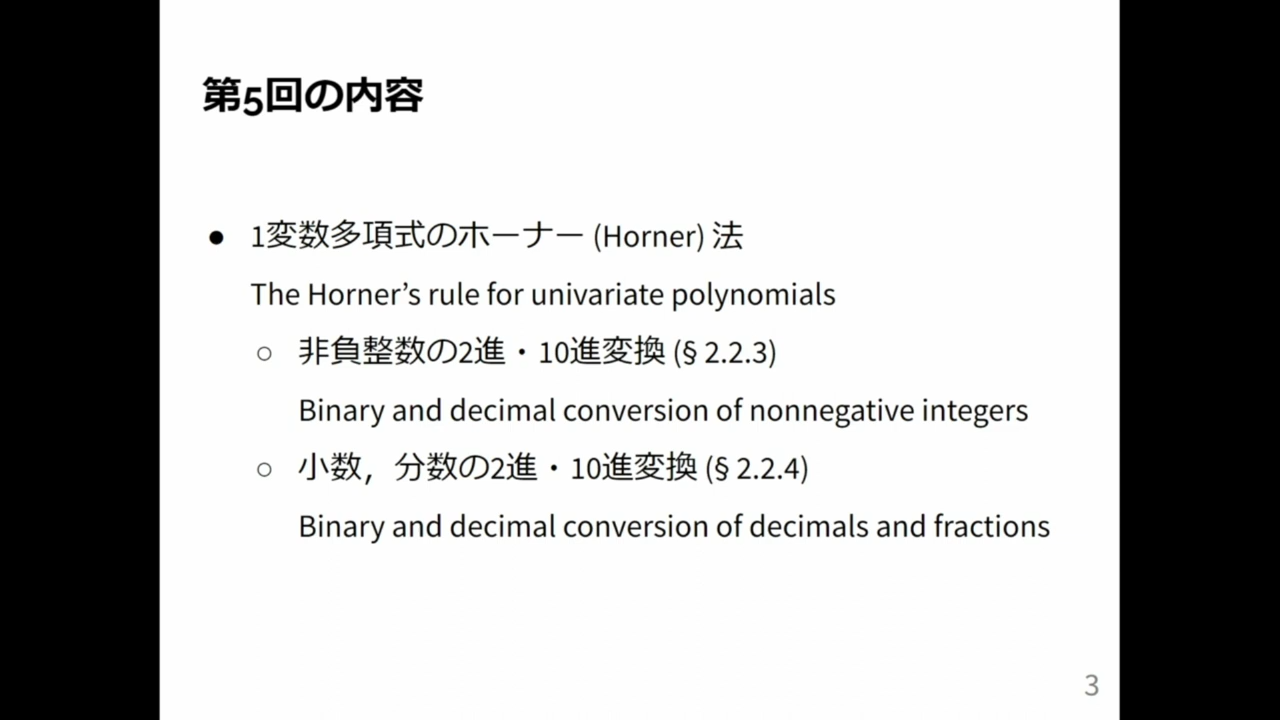 第5回の内容
● 1変数多項式のホーナー (Horner) 法
The Horner’s rule for univariate polynomials
○ 非負整数の2進・10進変換 (§ 2.2.3)
Binary and decimal conversion of nonnegative integers
○ 小数，分数の2進・10進変換 (§ 2.2.4)
Binary and decimal conversion of decimals and fractions
3